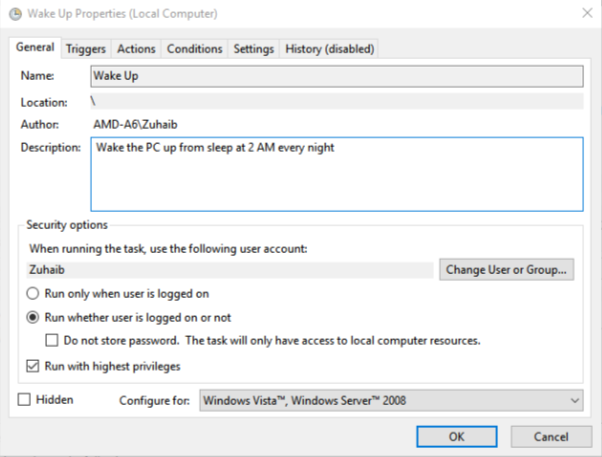 Wake Up Properties (Local Computer)
General Triggers Actions Conditions Settings History (disabled)
Name: Wake Up
Location: \
Author: AMD-A6\Zuhaib
Description: Wake the PC up from sleep at 2 AM every night
Security options
When running the task, use the following user account:
Zuhaib Change User or Group...
Run only when user is logged on
Run whether user is logged on or not
Do not store password. The task will only have access to local computer resources.
Run with highest privileges
Hidden Configure for: Windows Vista™, Windows Server™ 2008
OK Cancel